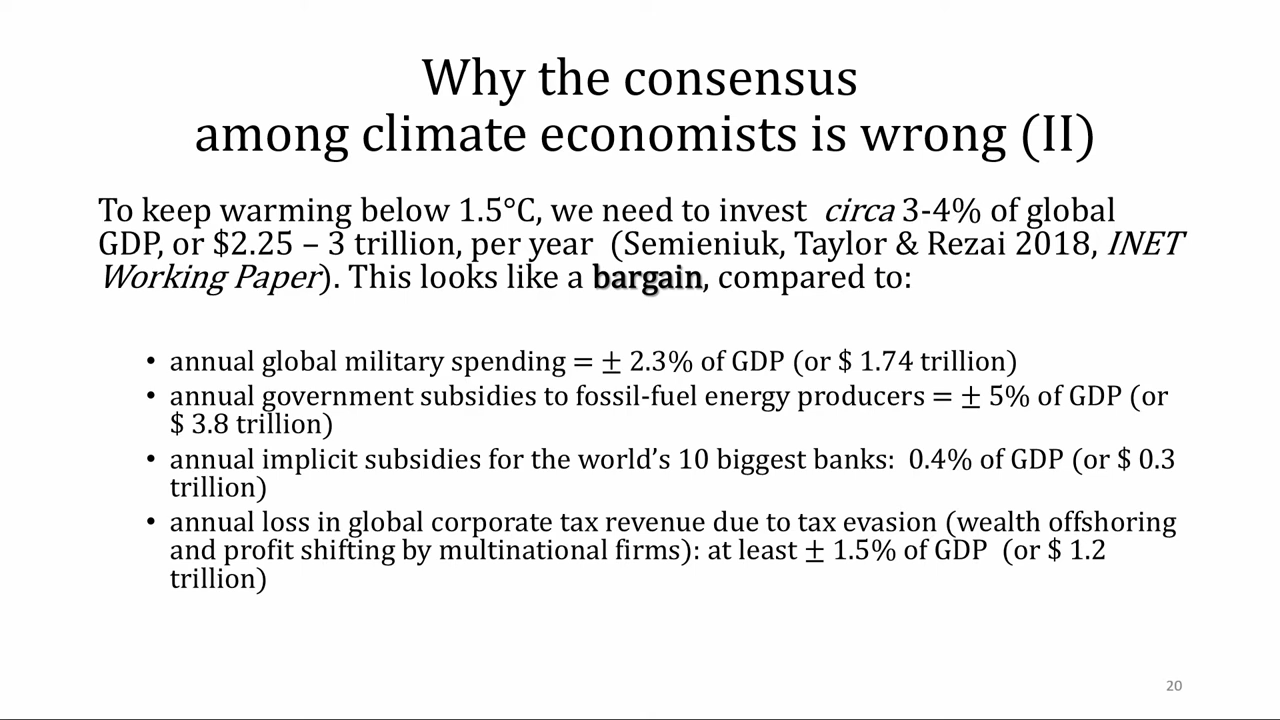 Why the consensus
among climate economists is wrong (II)
To keep warming below 1.5°C, we need to invest circa 3-4% of global
GDP, or $2.25 – 3 trillion, per year (Semieniuk, Taylor & Rezai 2018, INET
Working Paper). This looks like a bargain, compared to:
• annual global military spending = ± 2.3% of GDP (or $ 1.74 trillion)
• annual government subsidies to fossil-fuel energy producers = ± 5% of GDP (or
$ 3.8 trillion)
• annual implicit subsidies for the world’s 10 biggest banks: 0.4% of GDP (or $ 0.3
trillion)
• annual loss in global corporate tax revenue due to tax evasion (wealth offshoring
and profit shifting by multinational firms): at least ± 1.5% of GDP (or $ 1.2
trillion)
20